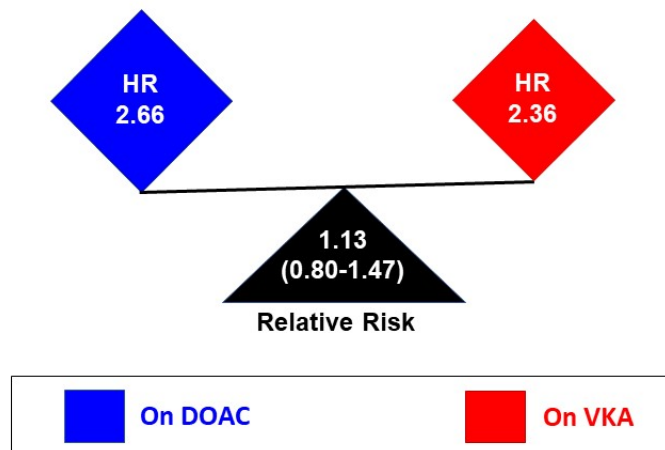 HR
2.66
HR
2.36
1.13
(0.80-1.47)
Relative Risk
On DOAC
On VKA